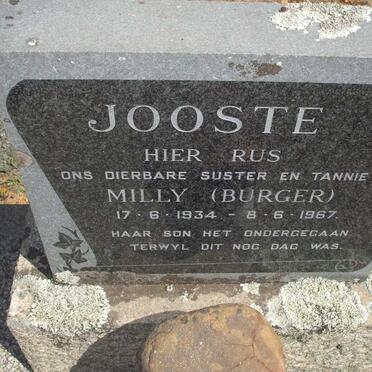 JOOSTE
HIER RUS
ONS DIERBARE SUSTER EN TANNIE
MILLY (BURGER)
17-6-1934 - 8-6-1967.
HAAR SON HET ONDERGEGAAN
TERWYL DIT NOG DAG WAS.